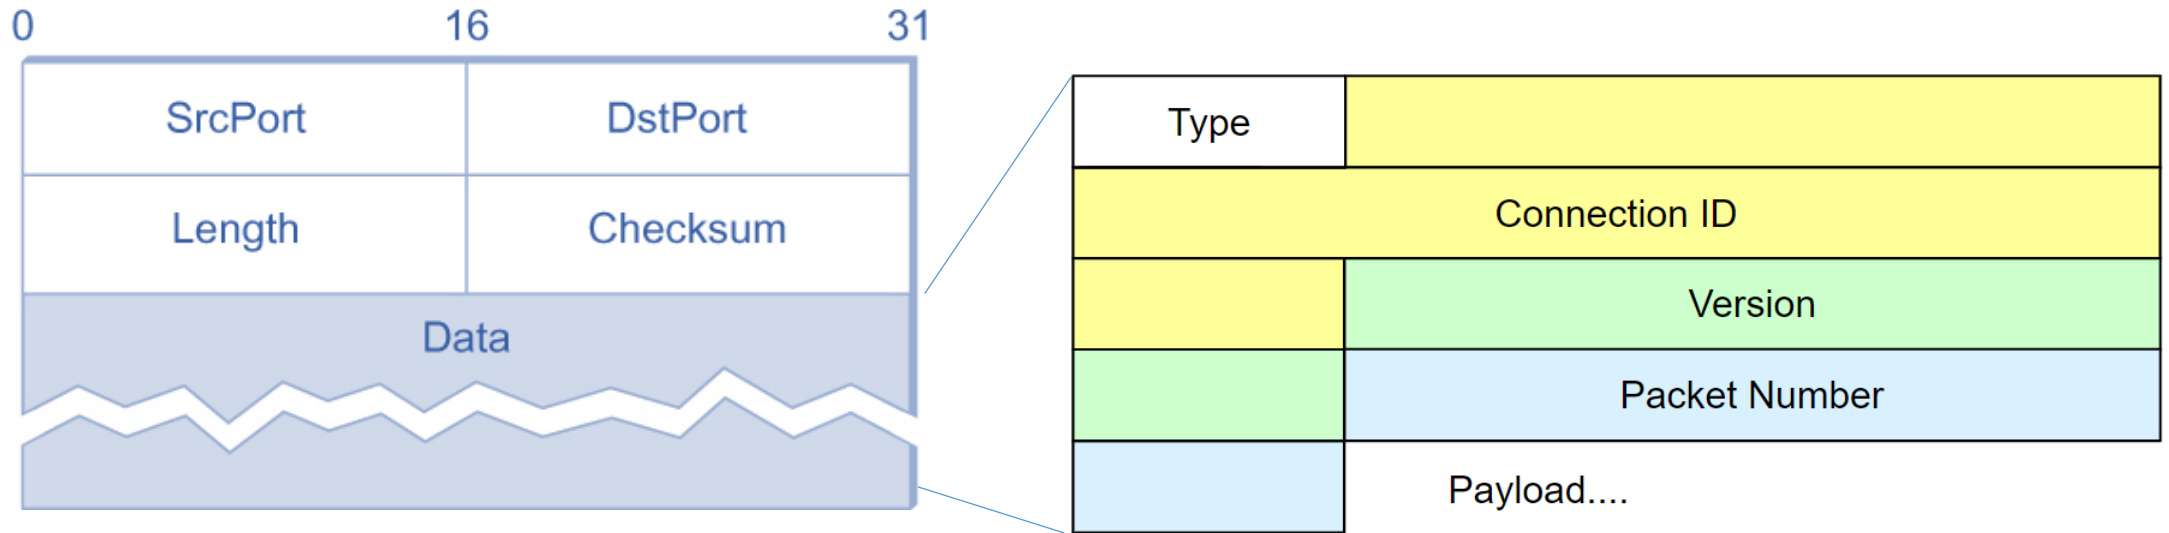 0 16 31
SrcPort DstPort
Length Checksum
Data
Type
Connection ID
Version
Packet Number
Payload....